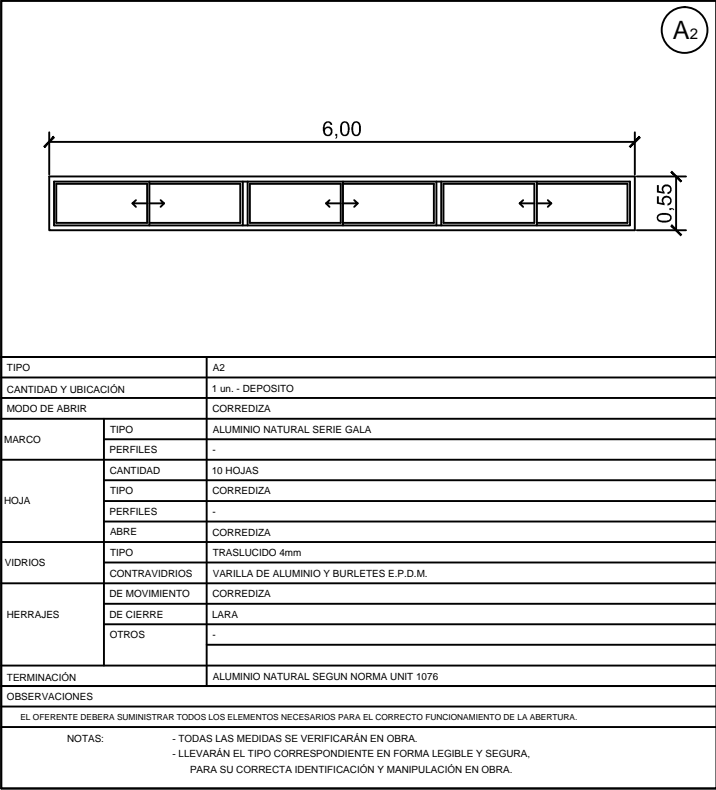 A2
6,00
0,55
TIPO A2
CANTIDAD Y UBICACIÓN 1 un. - DEPOSITO
MODO DE ABRIR CORREDIZA
MARCO
TIPO ALUMINIO NATURAL SERIE GALA
PERFILES -
HOJA
CANTIDAD 10 HOJAS
TIPO CORREDIZA
PERFILES -
ABRE CORREDIZA
VIDRIOS
TIPO TRASLUCIDO 4mm
CONTRAVIDRIOS VARILLA DE ALUMINIO Y BURLETES E.P.D.M.
HERRAJES
DE MOVIMIENTO CORREDIZA
DE CIERRE LARA
OTROS -
TERMINACIÓN ALUMINIO NATURAL SEGUN NORMA UNIT 1076
OBSERVACIONES
EL OFERENTE DEBERA SUMINISTRAR TODOS LOS ELEMENTOS NECESARIOS PARA EL CORRECTO FUNCIONAMIENTO DE LA ABERTURA.
NOTAS: - TODAS LAS MEDIDAS SE VERIFICARÁN EN OBRA.
- LLEVARÁN EL TIPO CORRESPONDIENTE EN FORMA LEGIBLE Y SEGURA,
PARA SU CORRECTA IDENTIFICACIÓN Y MANIPULACIÓN EN OBRA.